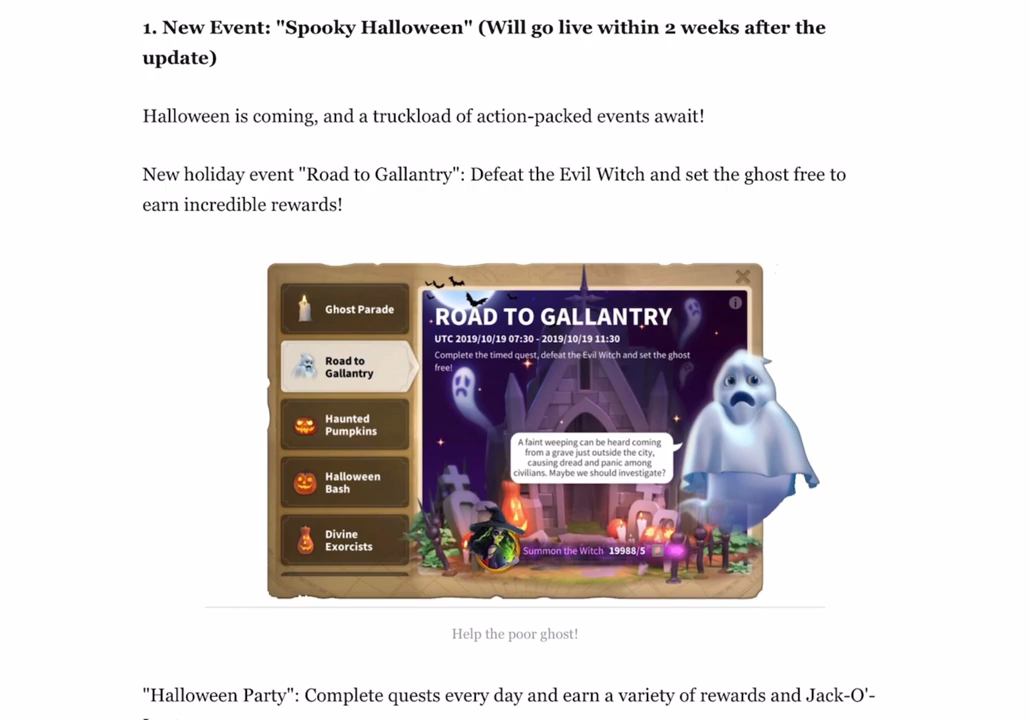 1. New Event: "Spooky Halloween" (Will go live within 2 weeks after the
update)
Halloween is coming, and a truckload of action-packed events await!
New holiday event "Road to Gallantry": Defeat the Evil Witch and set the ghost free to
earn incredible rewards!
Ghost Parade
Road to
Gallantry
Haunted
Pumpkins
Halloween
Bash
Divine
Exorcists
ROAD TO GALLANTRY
UTC 2019/10/19 07:30 - 2019/10/19 11:30
Complete the timed quest, defeat the Evil Witch and set the ghost
free!
A faint weeping can be heard coming
from a grave just outside the city,
causing dread and panic among
civilians. Maybe we should investigate?
Summon the Witch 19988/5
Help the poor ghost!
"Halloween Party": Complete quests every day and earn a variety of rewards and Jack-O'-